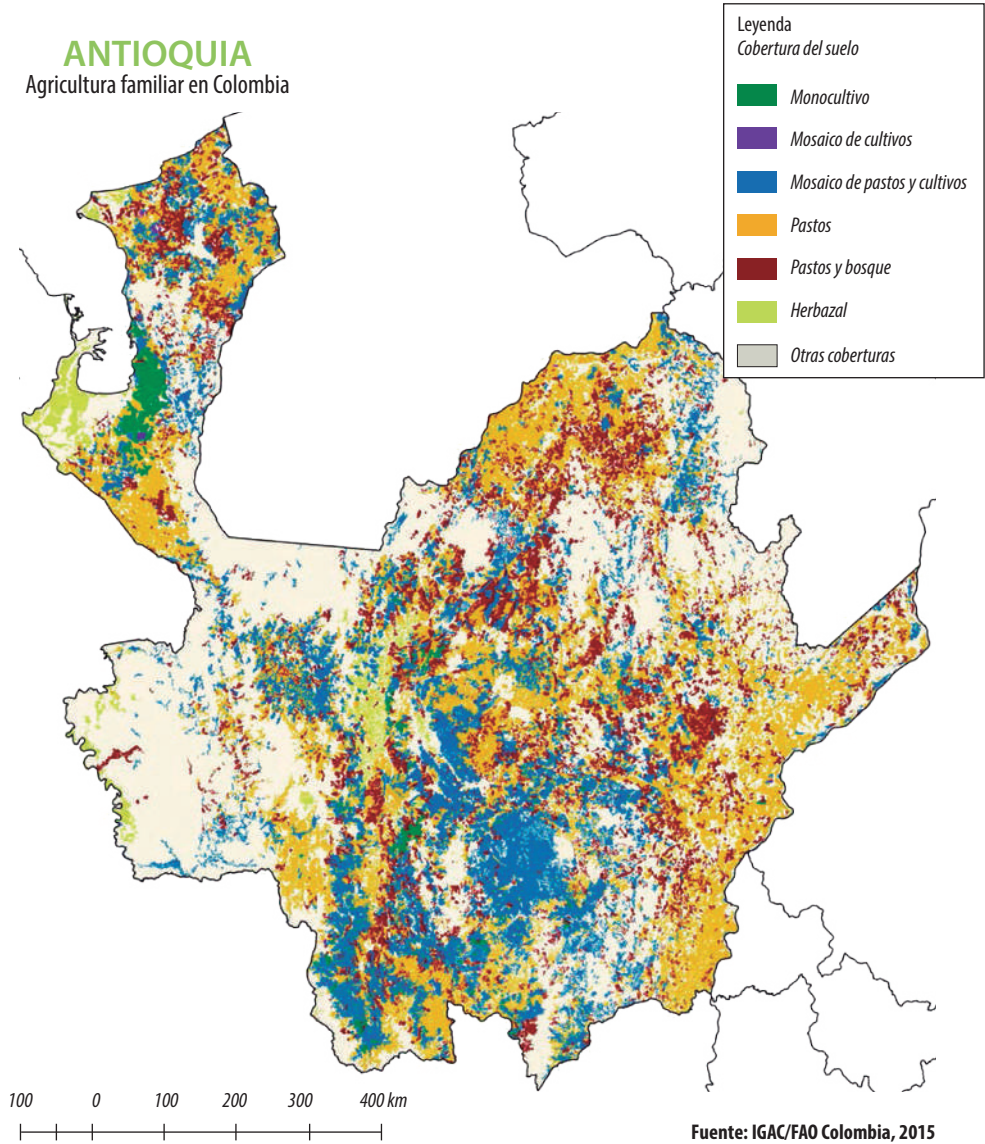 ANTIOQUIA
Agricultura familiar en Colombia
Leyenda
Cobertura del suelo
Monocultivo
Mosaico de cultivos
Mosaico de pastos y cultivos
Pastos
Pastos y bosque
Herbazal
Otras coberturas
100 0 100 200 300 400 km
Fuente: IGAC/FAO Colombia, 2015